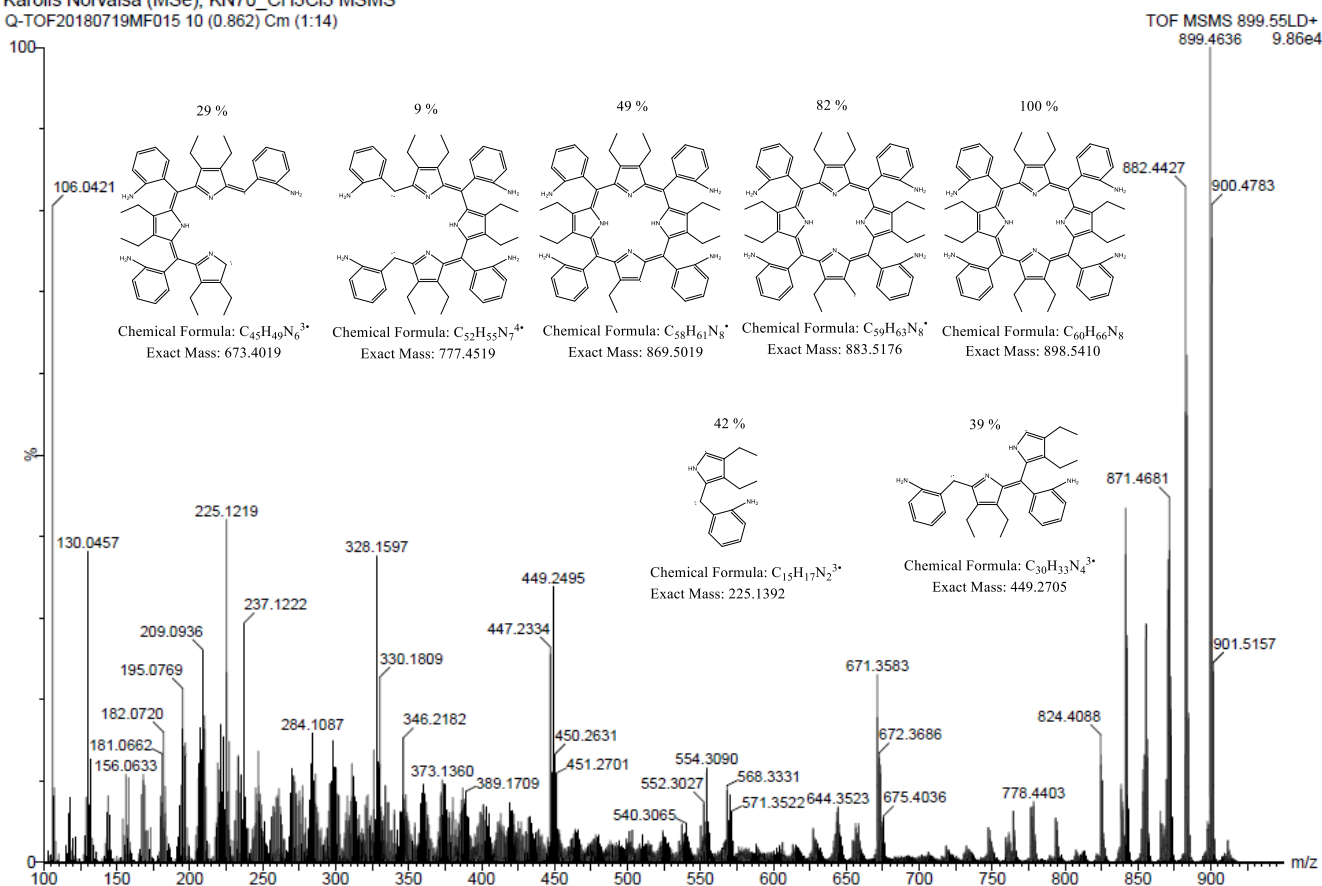 Karolis Norvaisa (MSe), KN70_CH3Cl3 MSMS
Q-TOF20180719MF015 10 (0.862) Cm (1:14)
TOF MSMS 899.55LD+
899.4636 9.86e4
100
%
0
29 %
9 %
49 %
82 %
100 %
NH₂
H₂N
N
NH
HN
Chemical Formula: C₄₅H₄₉N₆³•
Exact Mass: 673.4019
Chemical Formula: C₅₂H₅₅N₇⁴•
Exact Mass: 777.4519
Chemical Formula: C₅₈H₆₁N₈•
Exact Mass: 869.5019
Chemical Formula: C₅₉H₆₃N₈•
Exact Mass: 883.5176
Chemical Formula: C₆₀H₆₆N₈
Exact Mass: 898.5410
42 %
39 %
Chemical Formula: C₁₅H₁₇N₂³•
Exact Mass: 225.1392
Chemical Formula: C₃₀H₃₃N₄³•
Exact Mass: 449.2705
106.0421
882.4427
900.4783
871.4681
225.1219
130.0457
328.1597
449.2495
237.1222
447.2334
209.0936
901.5157
330.1809
671.3583
195.0769
182.0720
284.1087
346.2182
824.4088
181.0662
450.2631
672.3686
156.0633
373.1360
451.2701
554.3090
389.1709
552.3027
568.3331
571.3522
644.3523
675.4036
778.4403
540.3065
100 150 200 250 300 350 400 450 500 550 600 650 700 750 800 850 900
m/z